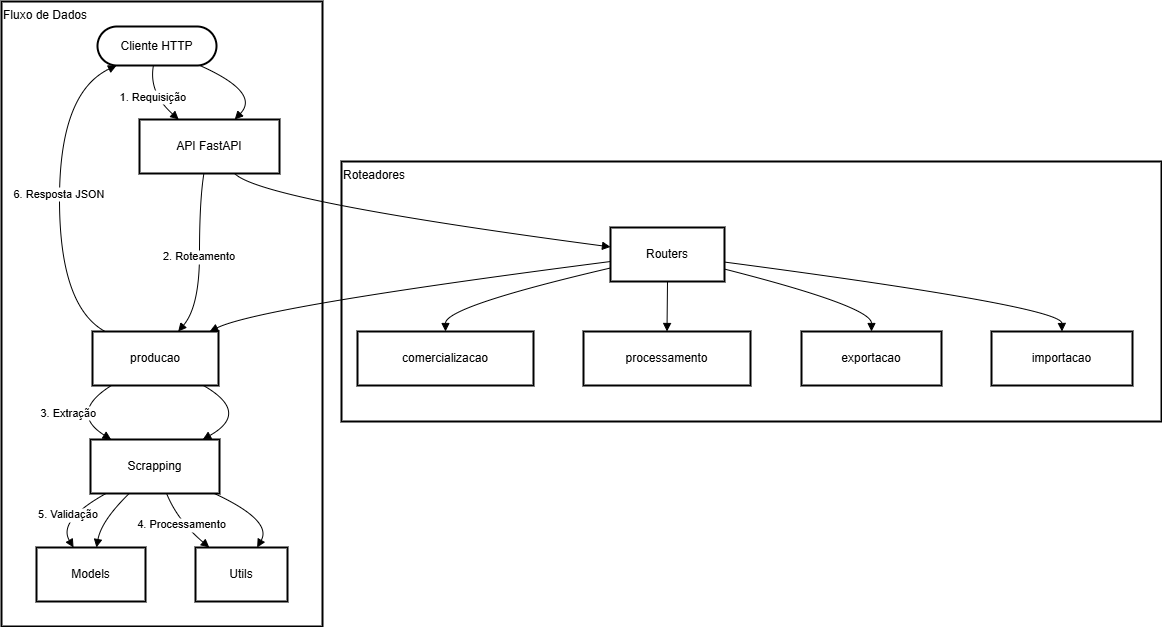 Fluxo de Dados
Cliente HTTP
1. Requisição
API FastAPI
Roteadores
6. Resposta JSON
2. Roteamento
Routers
producao
comercializacao
processamento
exportacao
importacao
3. Extração
Scrapping
5. Validação
4. Processamento
Models
Utils